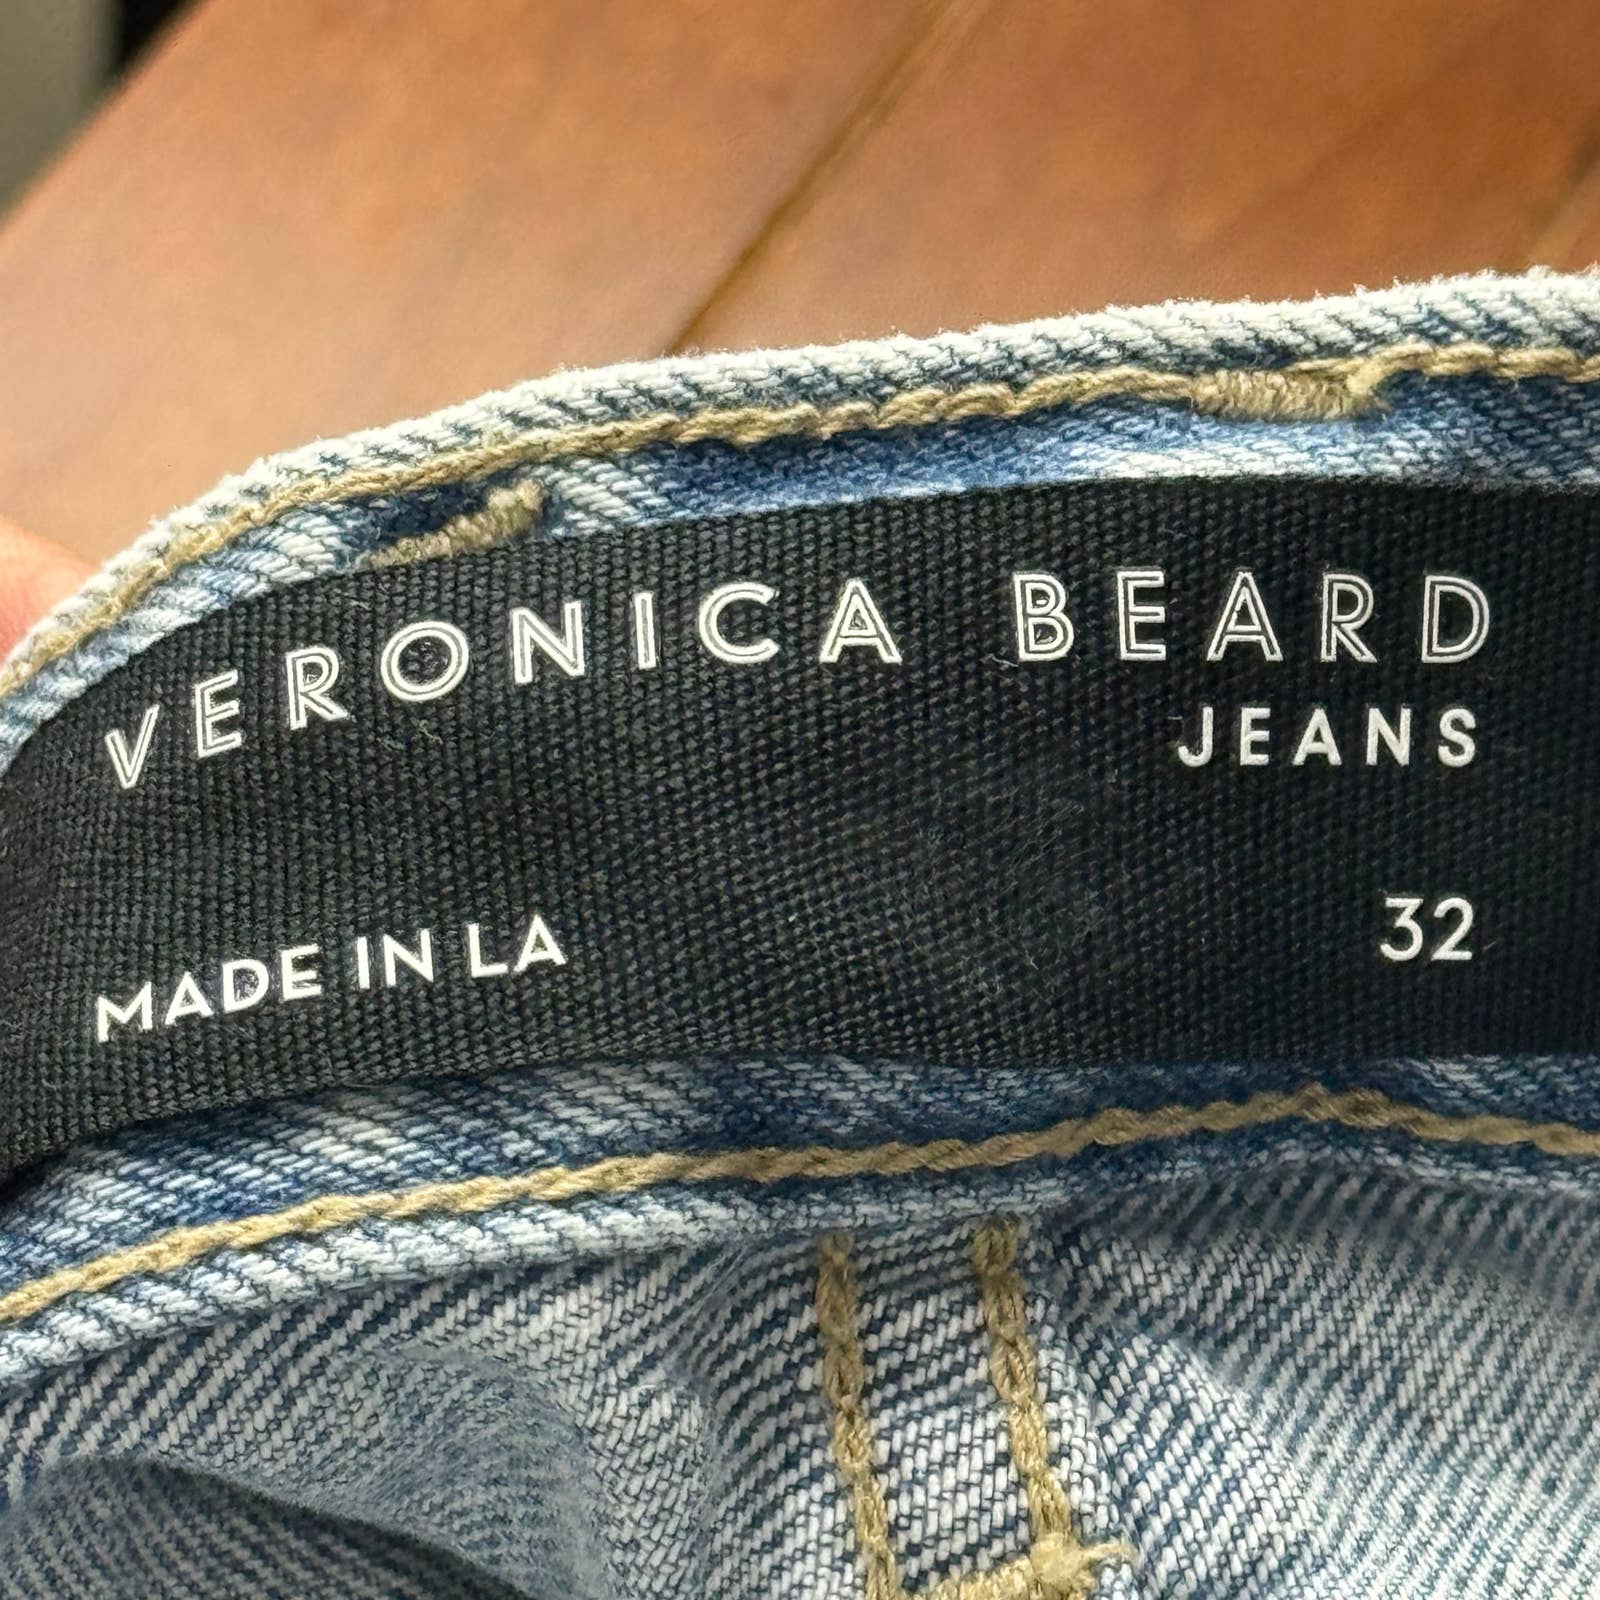 VERONICA BEARD
JEANS
MADE IN LA
32